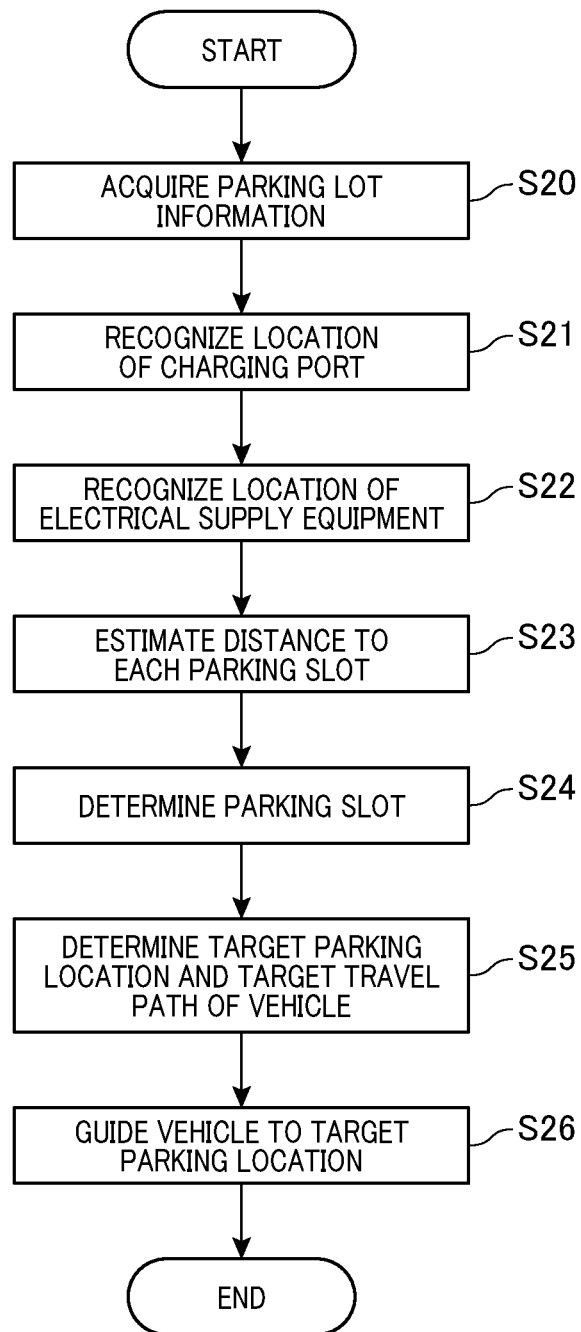 START
ACQUIRE PARKING LOT
INFORMATION
S20
RECOGNIZE LOCATION
OF CHARGING PORT
S21
RECOGNIZE LOCATION OF
ELECTRICAL SUPPLY EQUIPMENT
S22
ESTIMATE DISTANCE TO
EACH PARKING SLOT
S23
DETERMINE PARKING SLOT
S24
DETERMINE TARGET PARKING
LOCATION AND TARGET TRAVEL
PATH OF VEHICLE
S25
GUIDE VEHICLE TO TARGET
PARKING LOCATION
S26
END